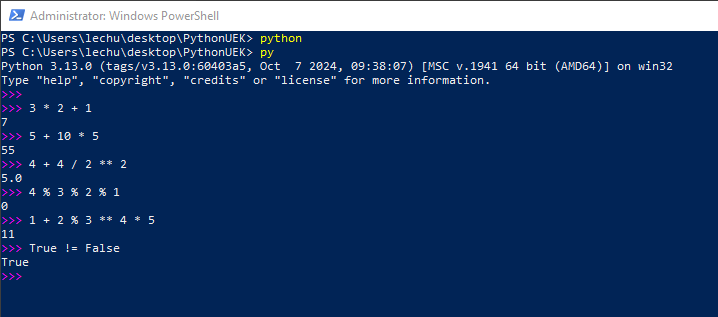 Administrator: Windows PowerShell
PS C:\Users\lechu\desktop\PythonUEK> python
PS C:\Users\lechu\desktop\PythonUEK> py
Python 3.13.0 (tags/v3.13.0:60403a5, Oct  7 2024, 09:38:07) [MSC v.1941 64 bit (AMD64)] on win32
Type "help", "copyright", "credits" or "license" for more information.
>>>
>>> 3 * 2 + 1
7
>>> 5 + 10 * 5
55
>>> 4 + 4 / 2 ** 2
5.0
>>> 4 % 3 % 2 % 1
0
>>> 1 + 2 % 3 ** 4 * 5
11
>>> True != False
True
>>>